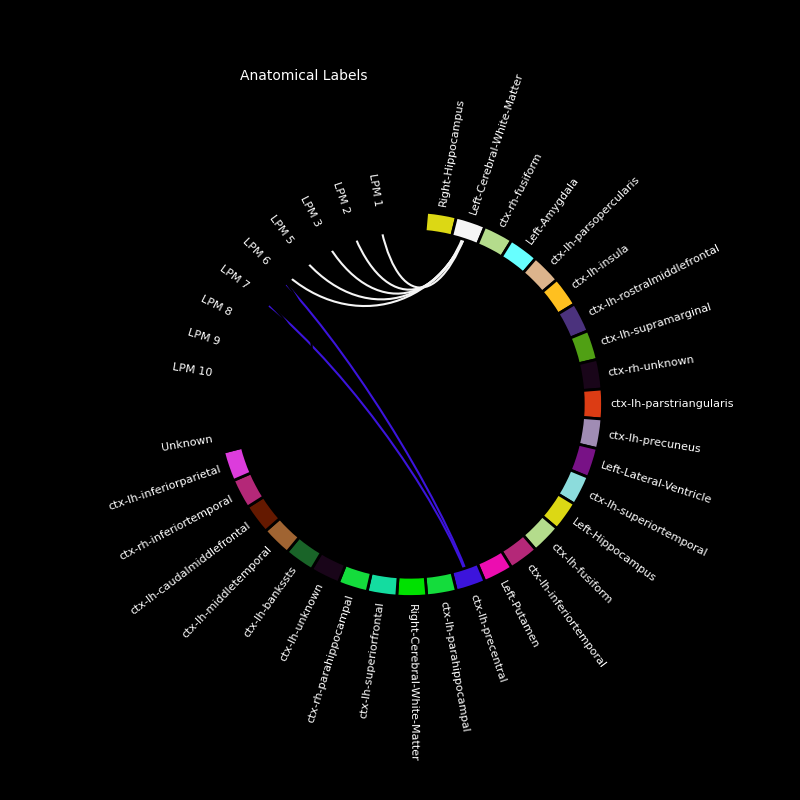 Anatomical Labels
LPM 1
LPM 2
LPM 3
LPM 5
LPM 6
LPM 7
LPM 8
LPM 9
LPM 10
Right-Hippocampus
Left-Cerebral-White-Matter
ctx-rh-fusiform
Left-Amygdala
ctx-lh-parsopercularis
ctx-lh-insula
ctx-lh-rostralmiddlefrontal
ctx-lh-supramarginal
ctx-rh-unknown
ctx-lh-parstriangularis
ctx-lh-precuneus
Left-Lateral-Ventricle
ctx-lh-superiortemporal
Left-Hippocampus
ctx-lh-fusiform
ctx-lh-inferiortemporal
Left-Putamen
ctx-lh-precentral
ctx-lh-parahippocampal
Right-Cerebral-White-Matter
ctx-lh-superiorfrontal
ctx-rh-parahippocampal
ctx-lh-unknown
ctx-lh-bankssts
ctx-lh-middletemporal
ctx-lh-caudalmiddlefrontal
ctx-rh-inferiortemporal
ctx-lh-inferiorparietal
Unknown